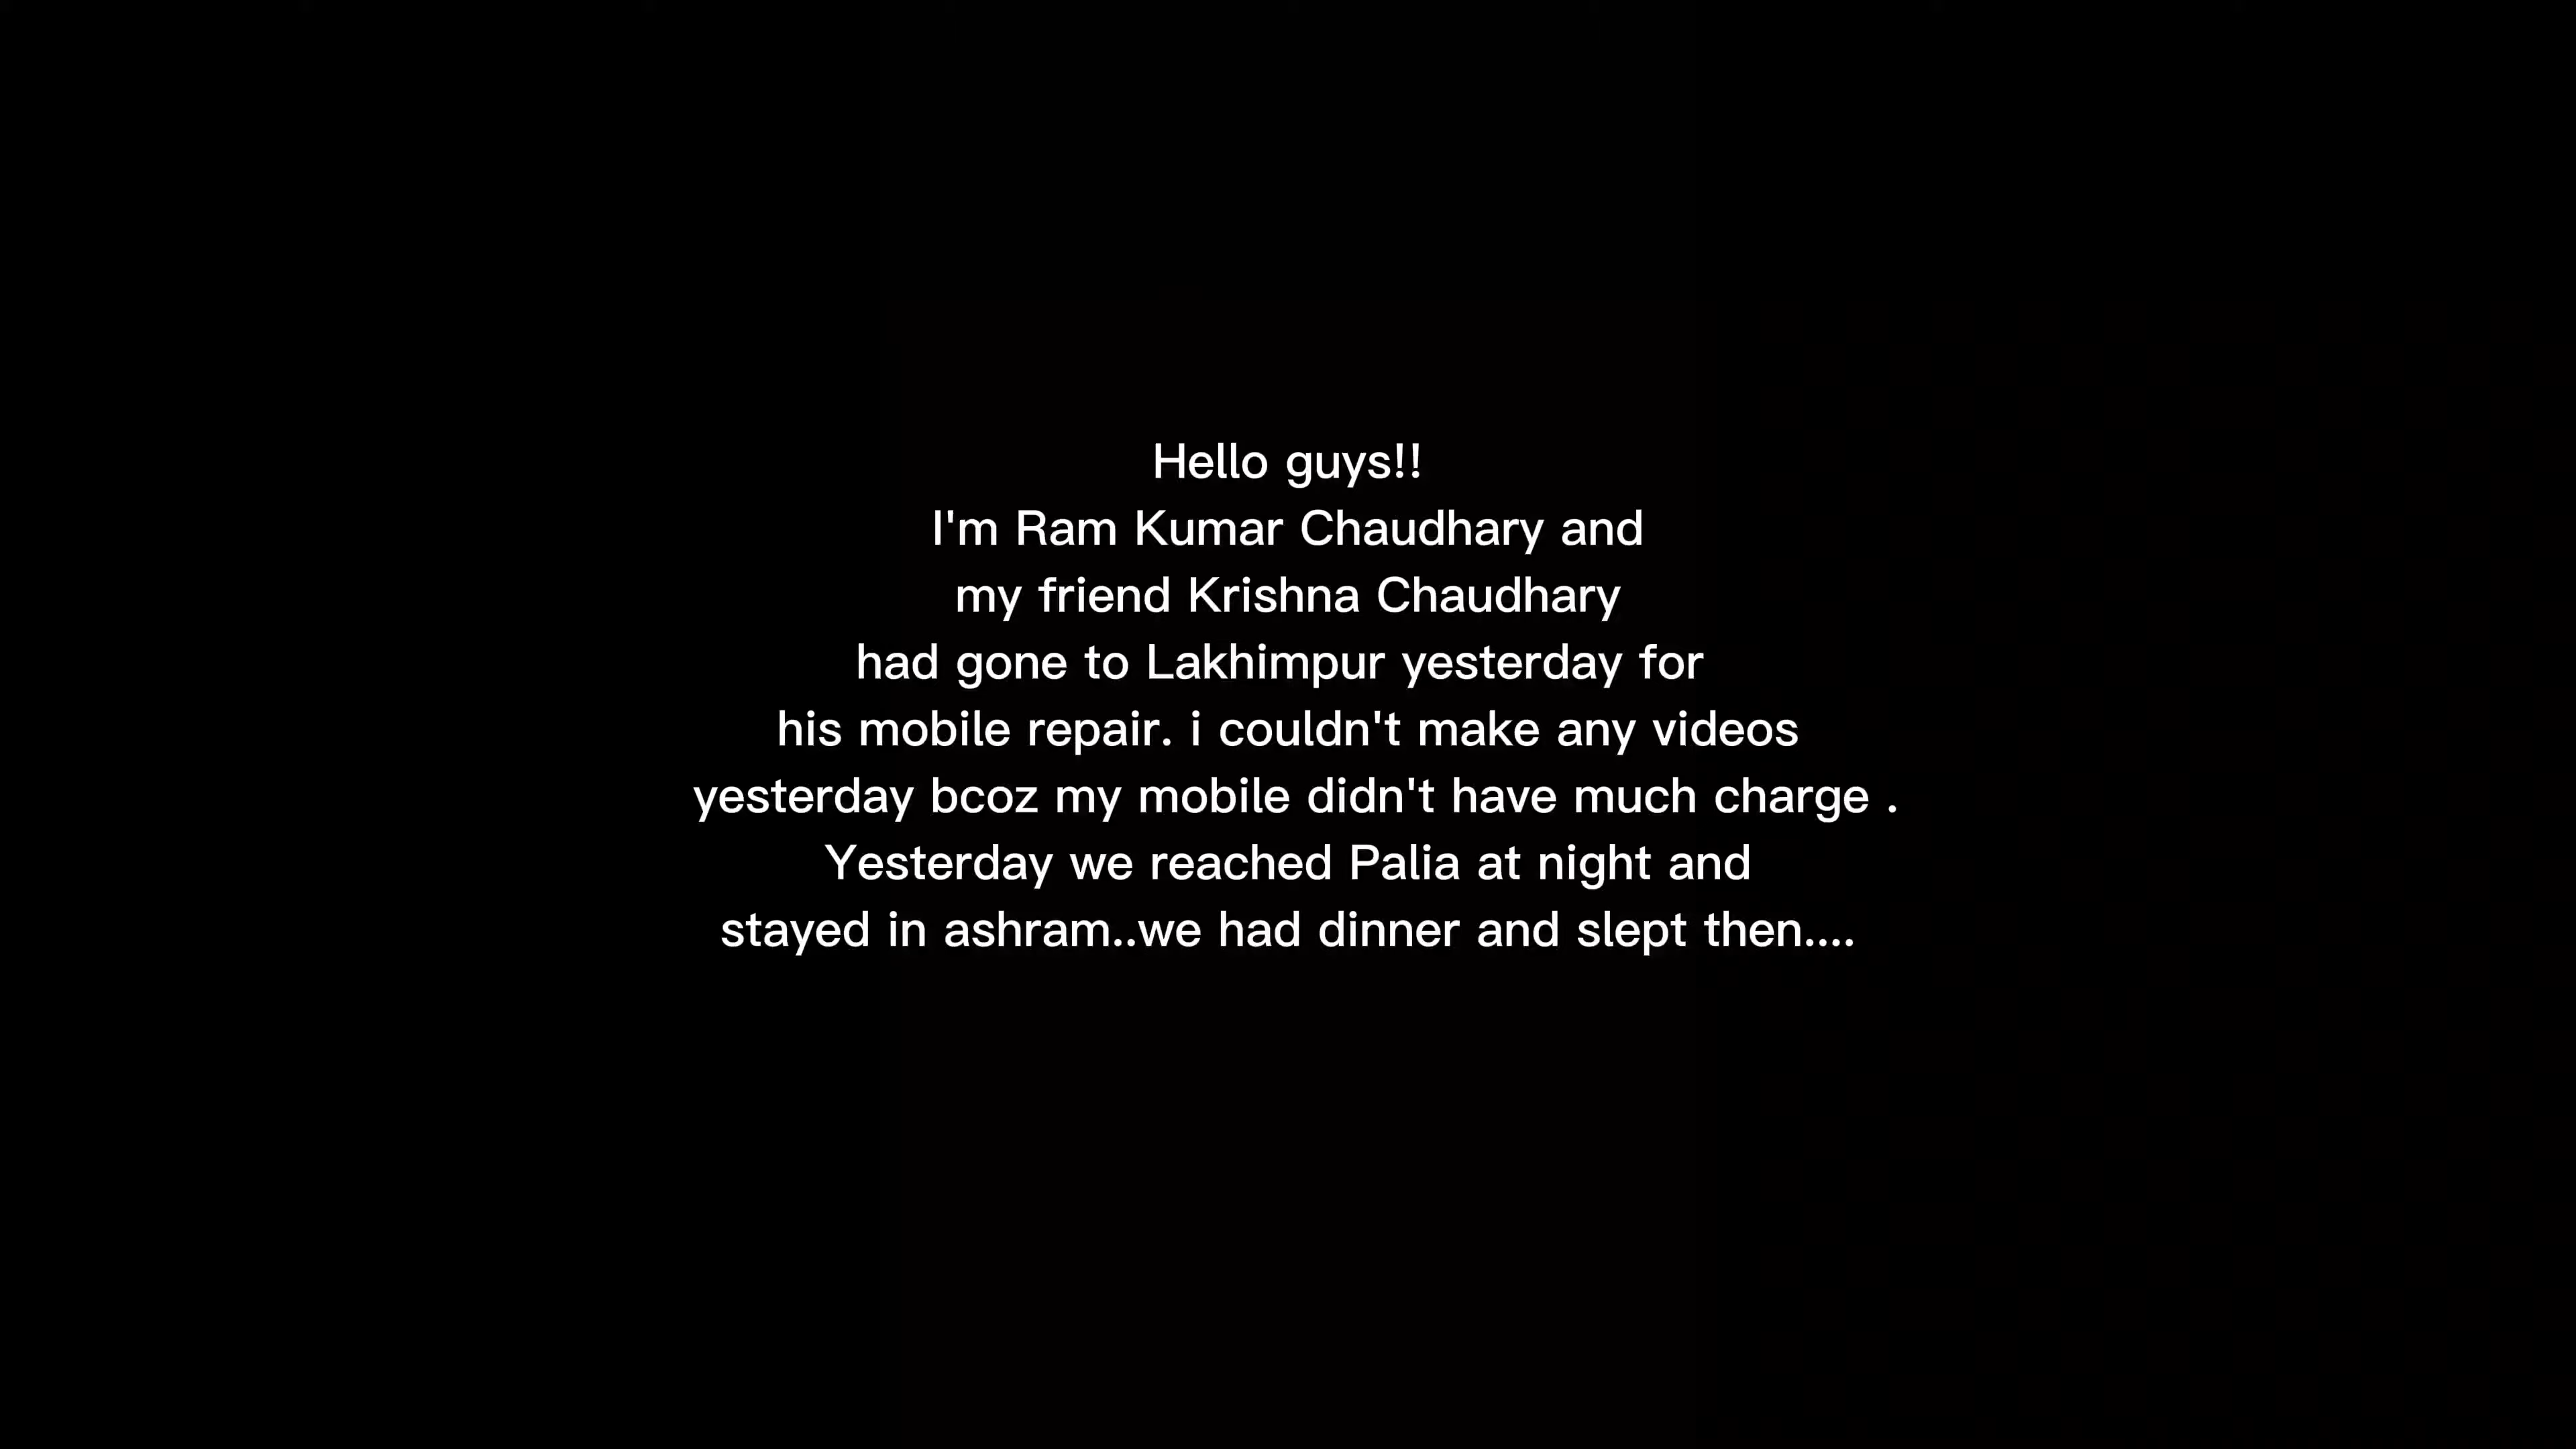 Hello guys!!
I'm Ram Kumar Chaudhary and
my friend Krishna Chaudhary
had gone to Lakhimpur yesterday for
his mobile repair. i couldn't make any videos
yesterday bcoz my mobile didn't have much charge .
Yesterday we reached Palia at night and
stayed in ashram..we had dinner and slept then....